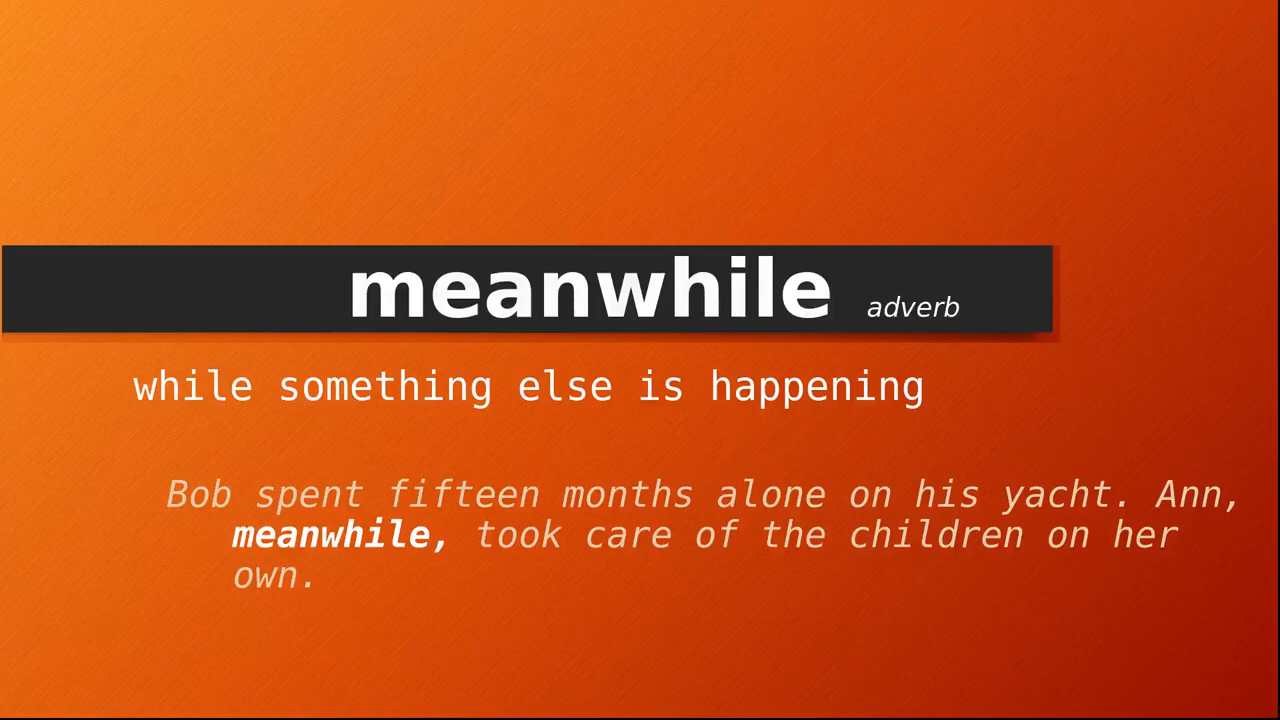 meanwhile adverb
while something else is happening
Bob spent fifteen months alone on his yacht. Ann,
meanwhile, took care of the children on her
own.